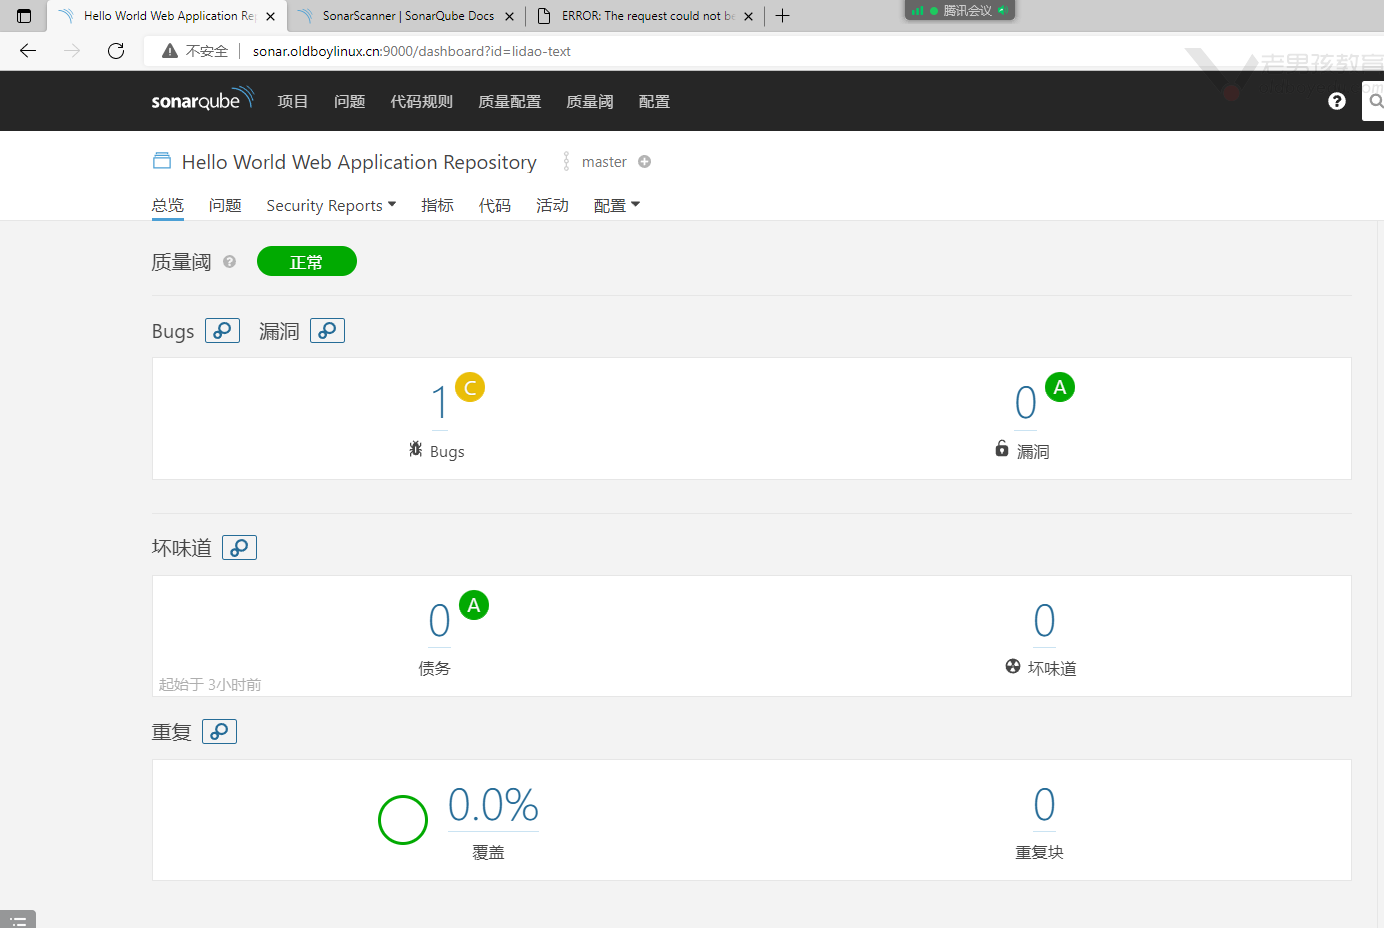 Hello World Web Application Re
SonarScanner | SonarQube Docs
ERROR: The request could not be
腾讯会议
不安全
sonar.oldboylinux.cn:9000/dashboard?id=lidao-text
老男孩教育
sonarqube
项目
问题
代码规则
质量配置
质量阈
配置
Hello World Web Application Repository
master
总览
问题
Security Reports
指标
代码
活动
配置
质量阈
正常
Bugs
漏洞
1
C
Bugs
0
A
漏洞
坏味道
0
A
债务
起始于 3小时前
0
坏味道
重复
0.0%
覆盖
0
重复块